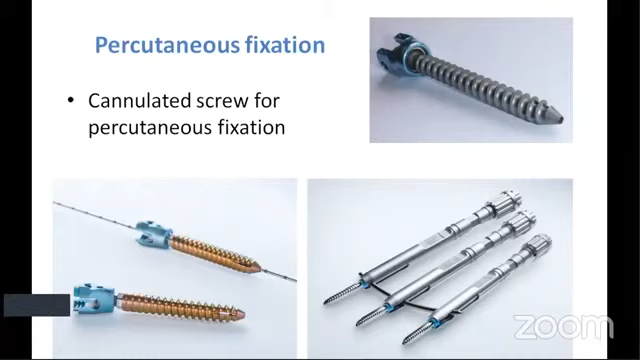 Percutaneous fixation
• Cannulated screw for
percutaneous fixation
zoom